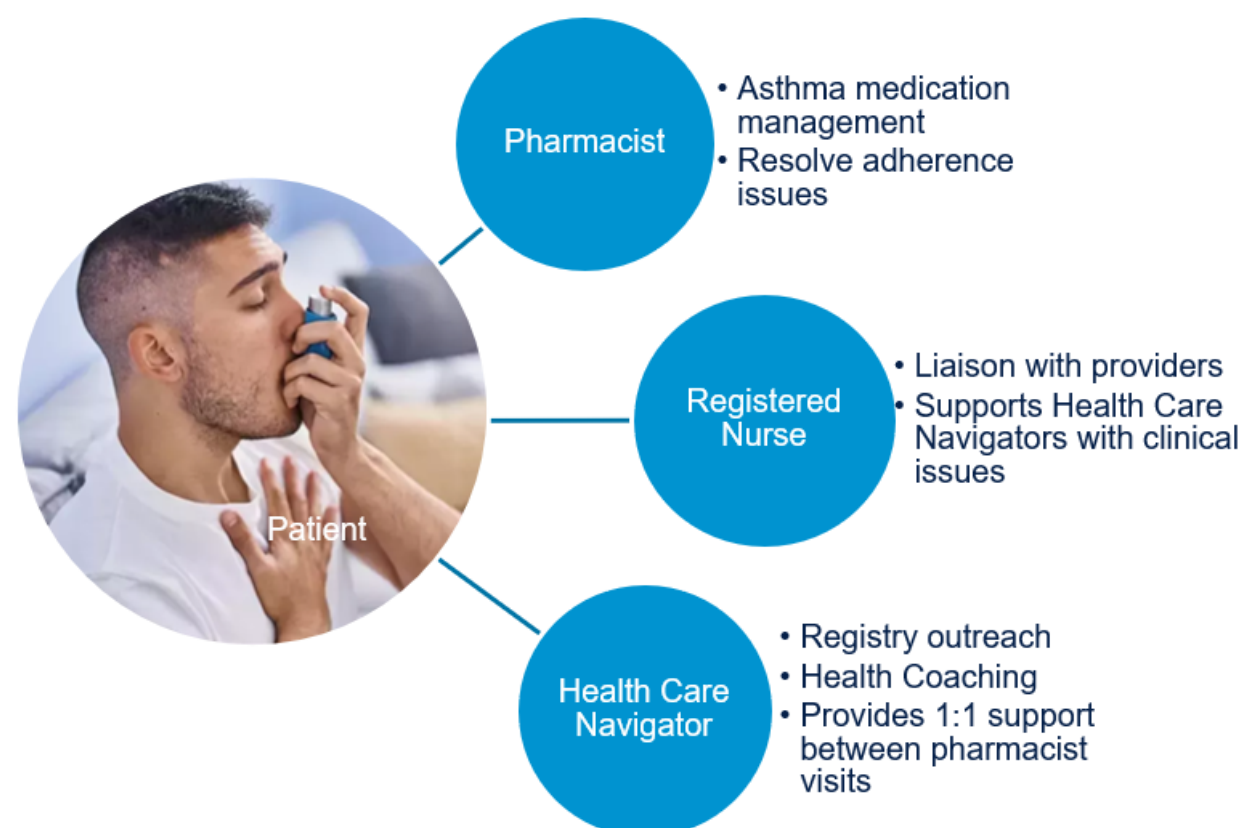 Pharmacist
• Asthma medication
management
• Resolve adherence
issues
Patient
Registered
Nurse
• Liaison with providers
• Supports Health Care
Navigators with clinical
issues
Health Care
Navigator
• Registry outreach
• Health Coaching
• Provides 1:1 support
between pharmacist
visits